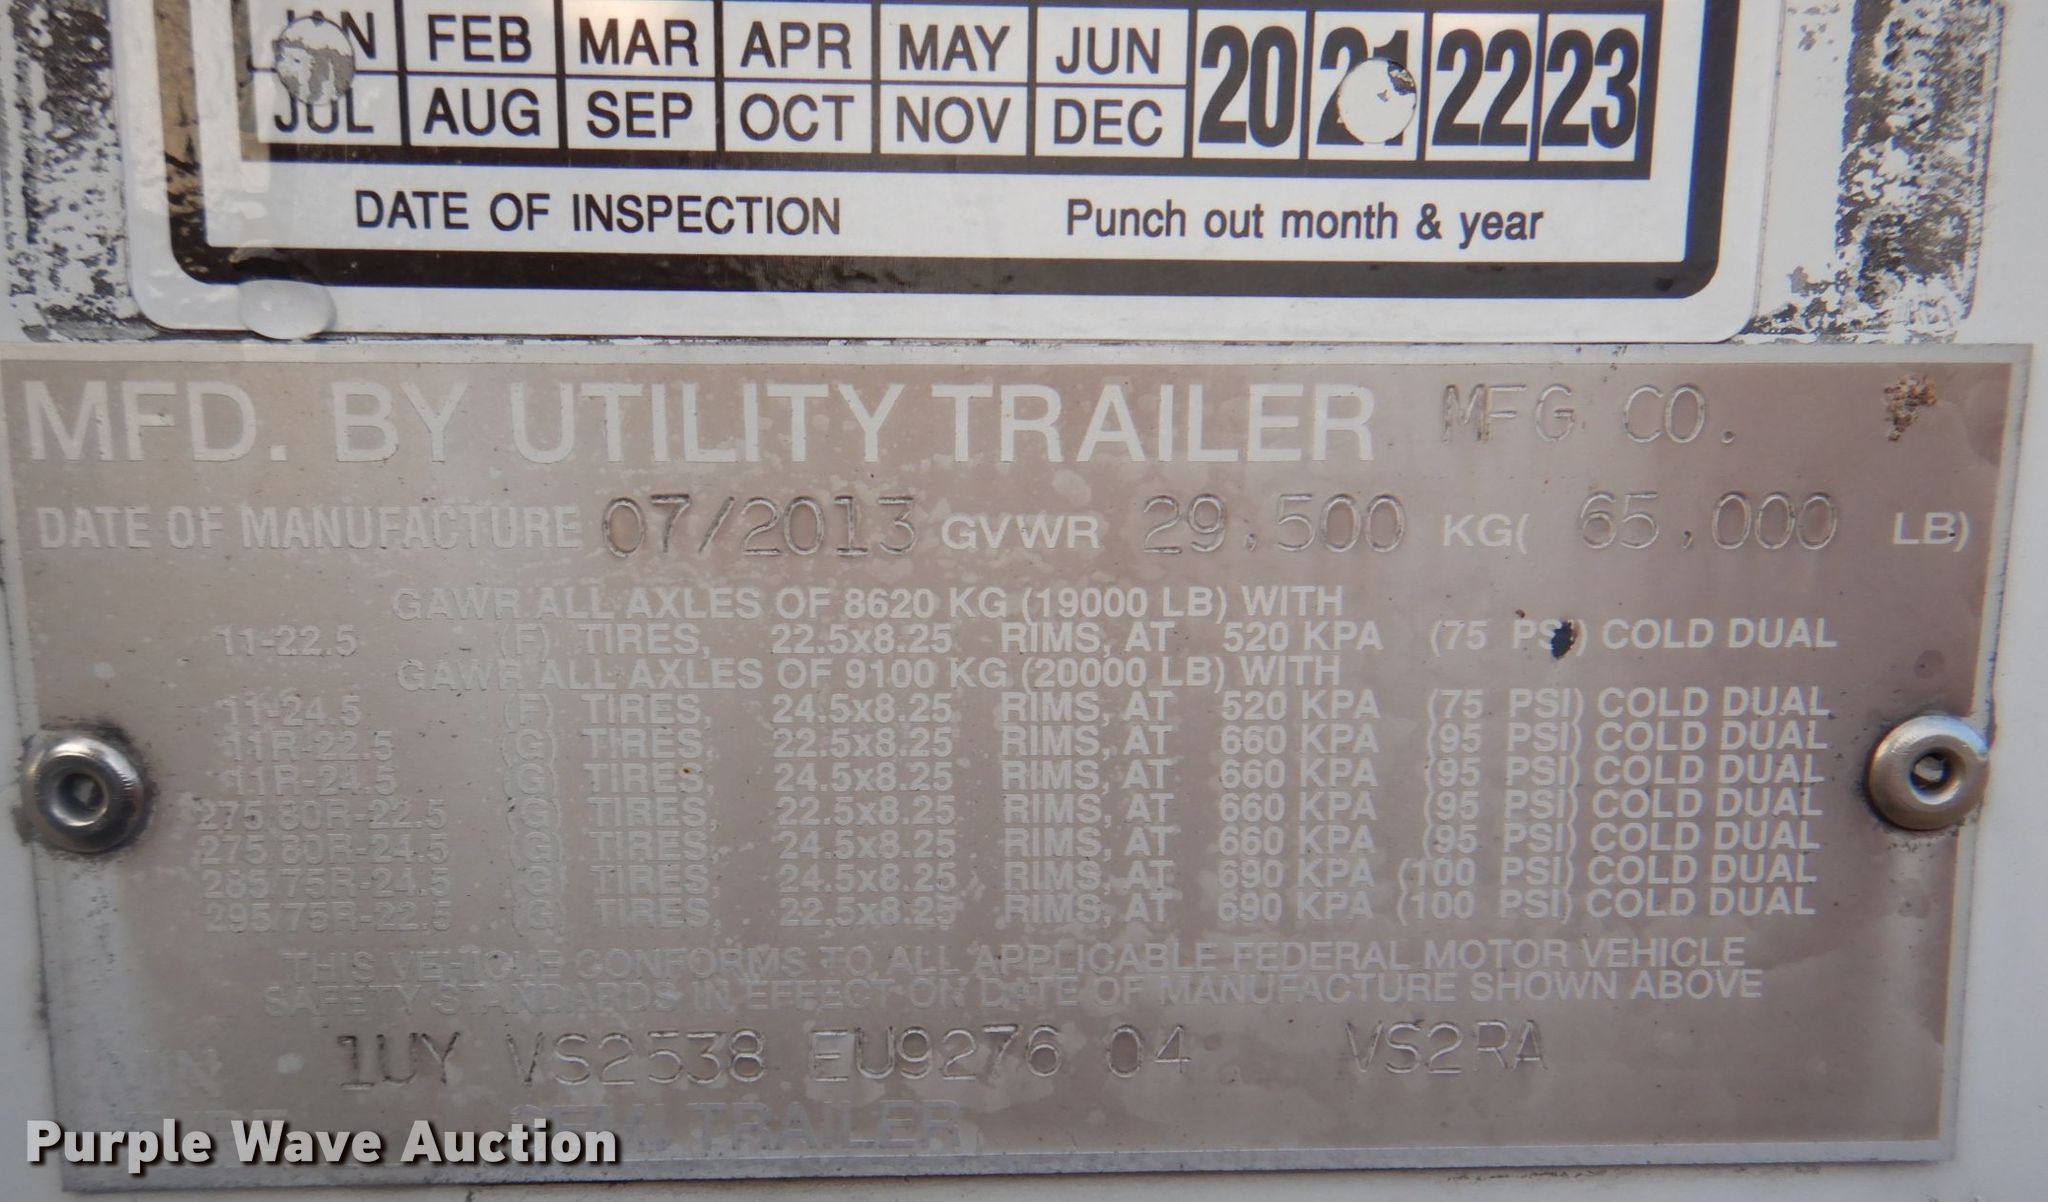 JAN FEB MAR APR MAY JUN 20 21 22 23
JUL AUG SEP OCT NOV DEC
DATE OF INSPECTION Punch out month & year
MFD. BY UTILITY TRAILER MFG CO.
DATE OF MANUFACTURE 07/2013 GVWR 29,500 KG( 65,000 LB)
GAWR ALL AXLES OF 8620 KG (19000 LB) WITH
11-22.5 (F) TIRES, 22.5x8.25 RIMS, AT 520 KPA (75 PSI) COLD DUAL
GAWR ALL AXLES OF 9100 KG (20000 LB) WITH
11-24.5 (F) TIRES, 24.5x8.25 RIMS, AT 520 KPA (75 PSI) COLD DUAL
11R-22.5 (G) TIRES, 22.5x8.25 RIMS, AT 660 KPA (95 PSI) COLD DUAL
11R-24.5 (G) TIRES, 24.5x8.25 RIMS, AT 660 KPA (95 PSI) COLD DUAL
275/80R-22.5 (G) TIRES, 22.5x8.25 RIMS, AT 660 KPA (95 PSI) COLD DUAL
275/80R-24.5 (G) TIRES, 24.5x8.25 RIMS, AT 660 KPA (95 PSI) COLD DUAL
285/75R-24.5 (G) TIRES, 24.5x8.25 RIMS, AT 690 KPA (100 PSI) COLD DUAL
295/75R-22.5 (G) TIRES, 22.5x8.25 RIMS, AT 690 KPA (100 PSI) COLD DUAL
THIS VEHICLE CONFORMS TO ALL APPLICABLE FEDERAL MOTOR VEHICLE
SAFETY STANDARDS IN EFFECT ON DATE OF MANUFACTURE SHOWN ABOVE
VIN 1UY VS2538 EU9276 04 VS2RA
SEMI TRAILER
Purple Wave Auction